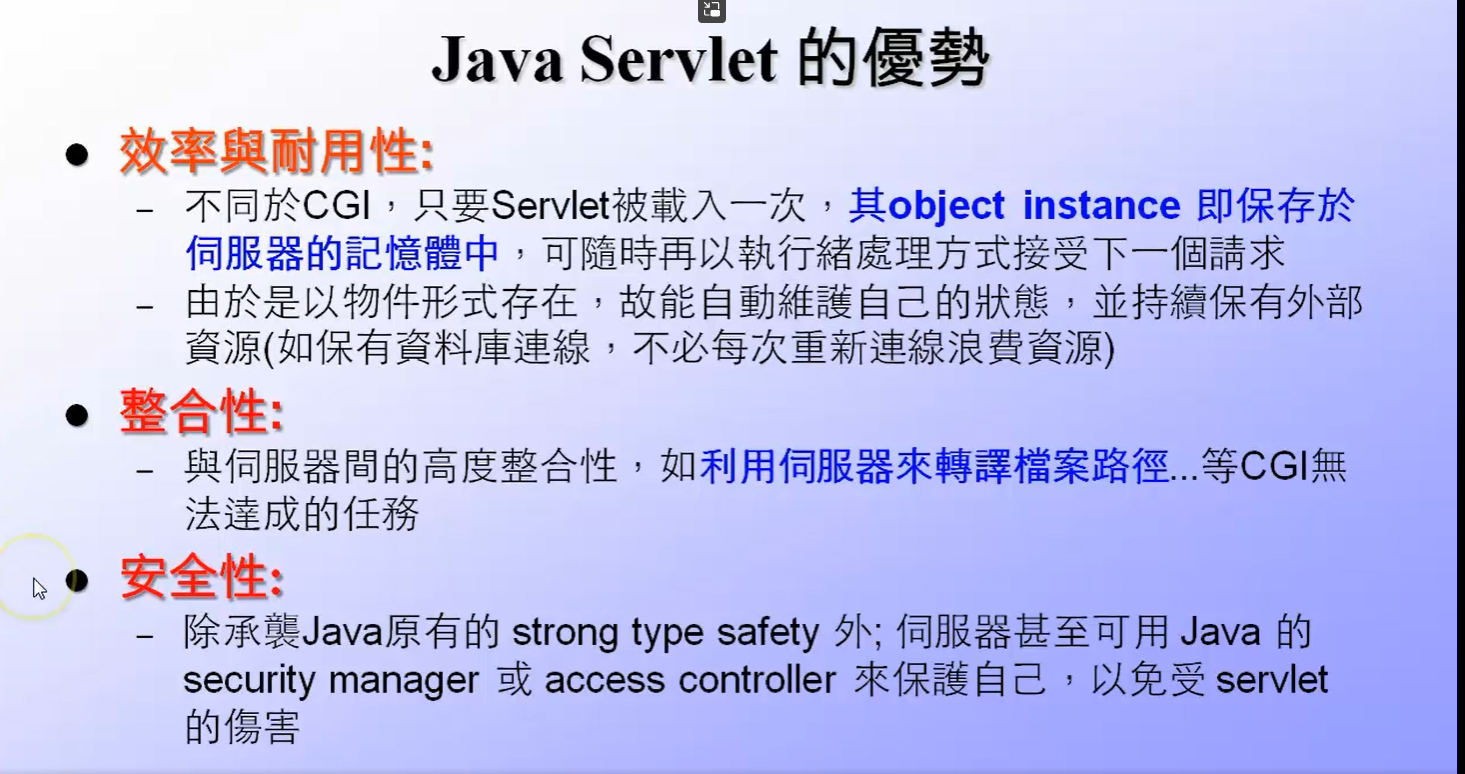 Java Servlet 的優勢
● 效率與耐用性:
– 不同於CGI，只要Servlet被載入一次，其object instance 即保存於
伺服器的記憶體中，可隨時再以執行緒處理方式接受下一個請求
– 由於是以物件形式存在，故能自動維護自己的狀態，並持續保有外部
資源(如保有資料庫連線，不必每次重新連線浪費資源)
● 整合性:
– 與伺服器間的高度整合性，如利用伺服器來轉譯檔案路徑...等CGI無
法達成的任務
● 安全性:
– 除承襲Java原有的 strong type safety 外; 伺服器甚至可用 Java 的
security manager 或 access controller 來保護自己，以免受 servlet
的傷害